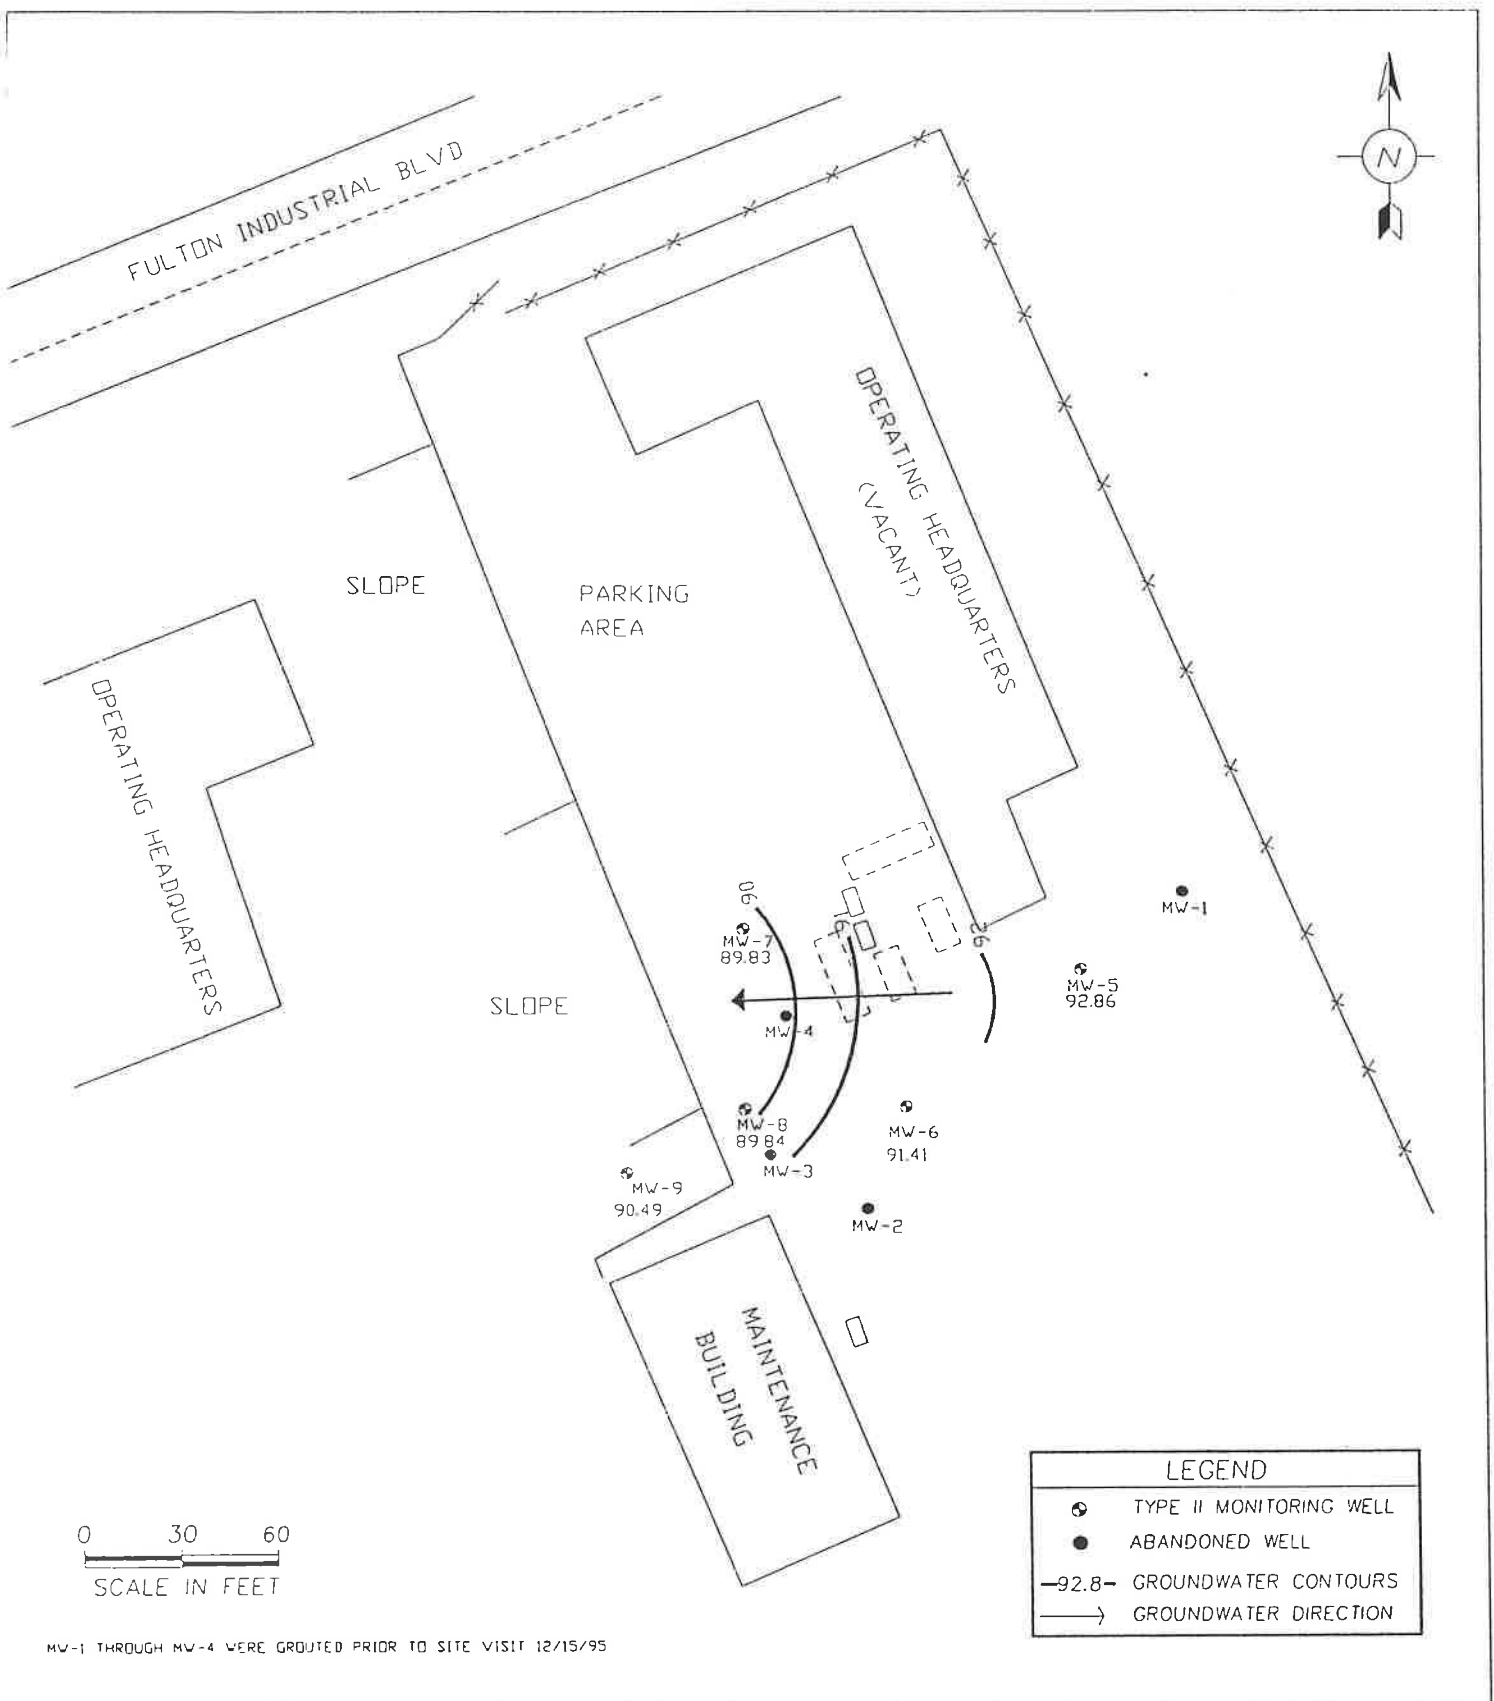 FULTON INDUSTRIAL BLVD
N
OPERATING HEADQUARTERS
(VACANT)
SLOPE
PARKING
AREA
OPERATING HEADQUARTERS
SLOPE
90
91
92
MW-1
MW-7
89.83
MW-5
92.86
MW-4
MW-8
89.84
MW-6
91.41
MW-3
MW-9
90.49
MW-2
MAINTENANCE
BUILDING
LEGEND
TYPE II MONITORING WELL
ABANDONED WELL
-92.8- GROUNDWATER CONTOURS
GROUNDWATER DIRECTION
0 30 60
SCALE IN FEET
MW-1 THROUGH MW-4 WERE GROUTED PRIOR TO SITE VISIT 12/15/95